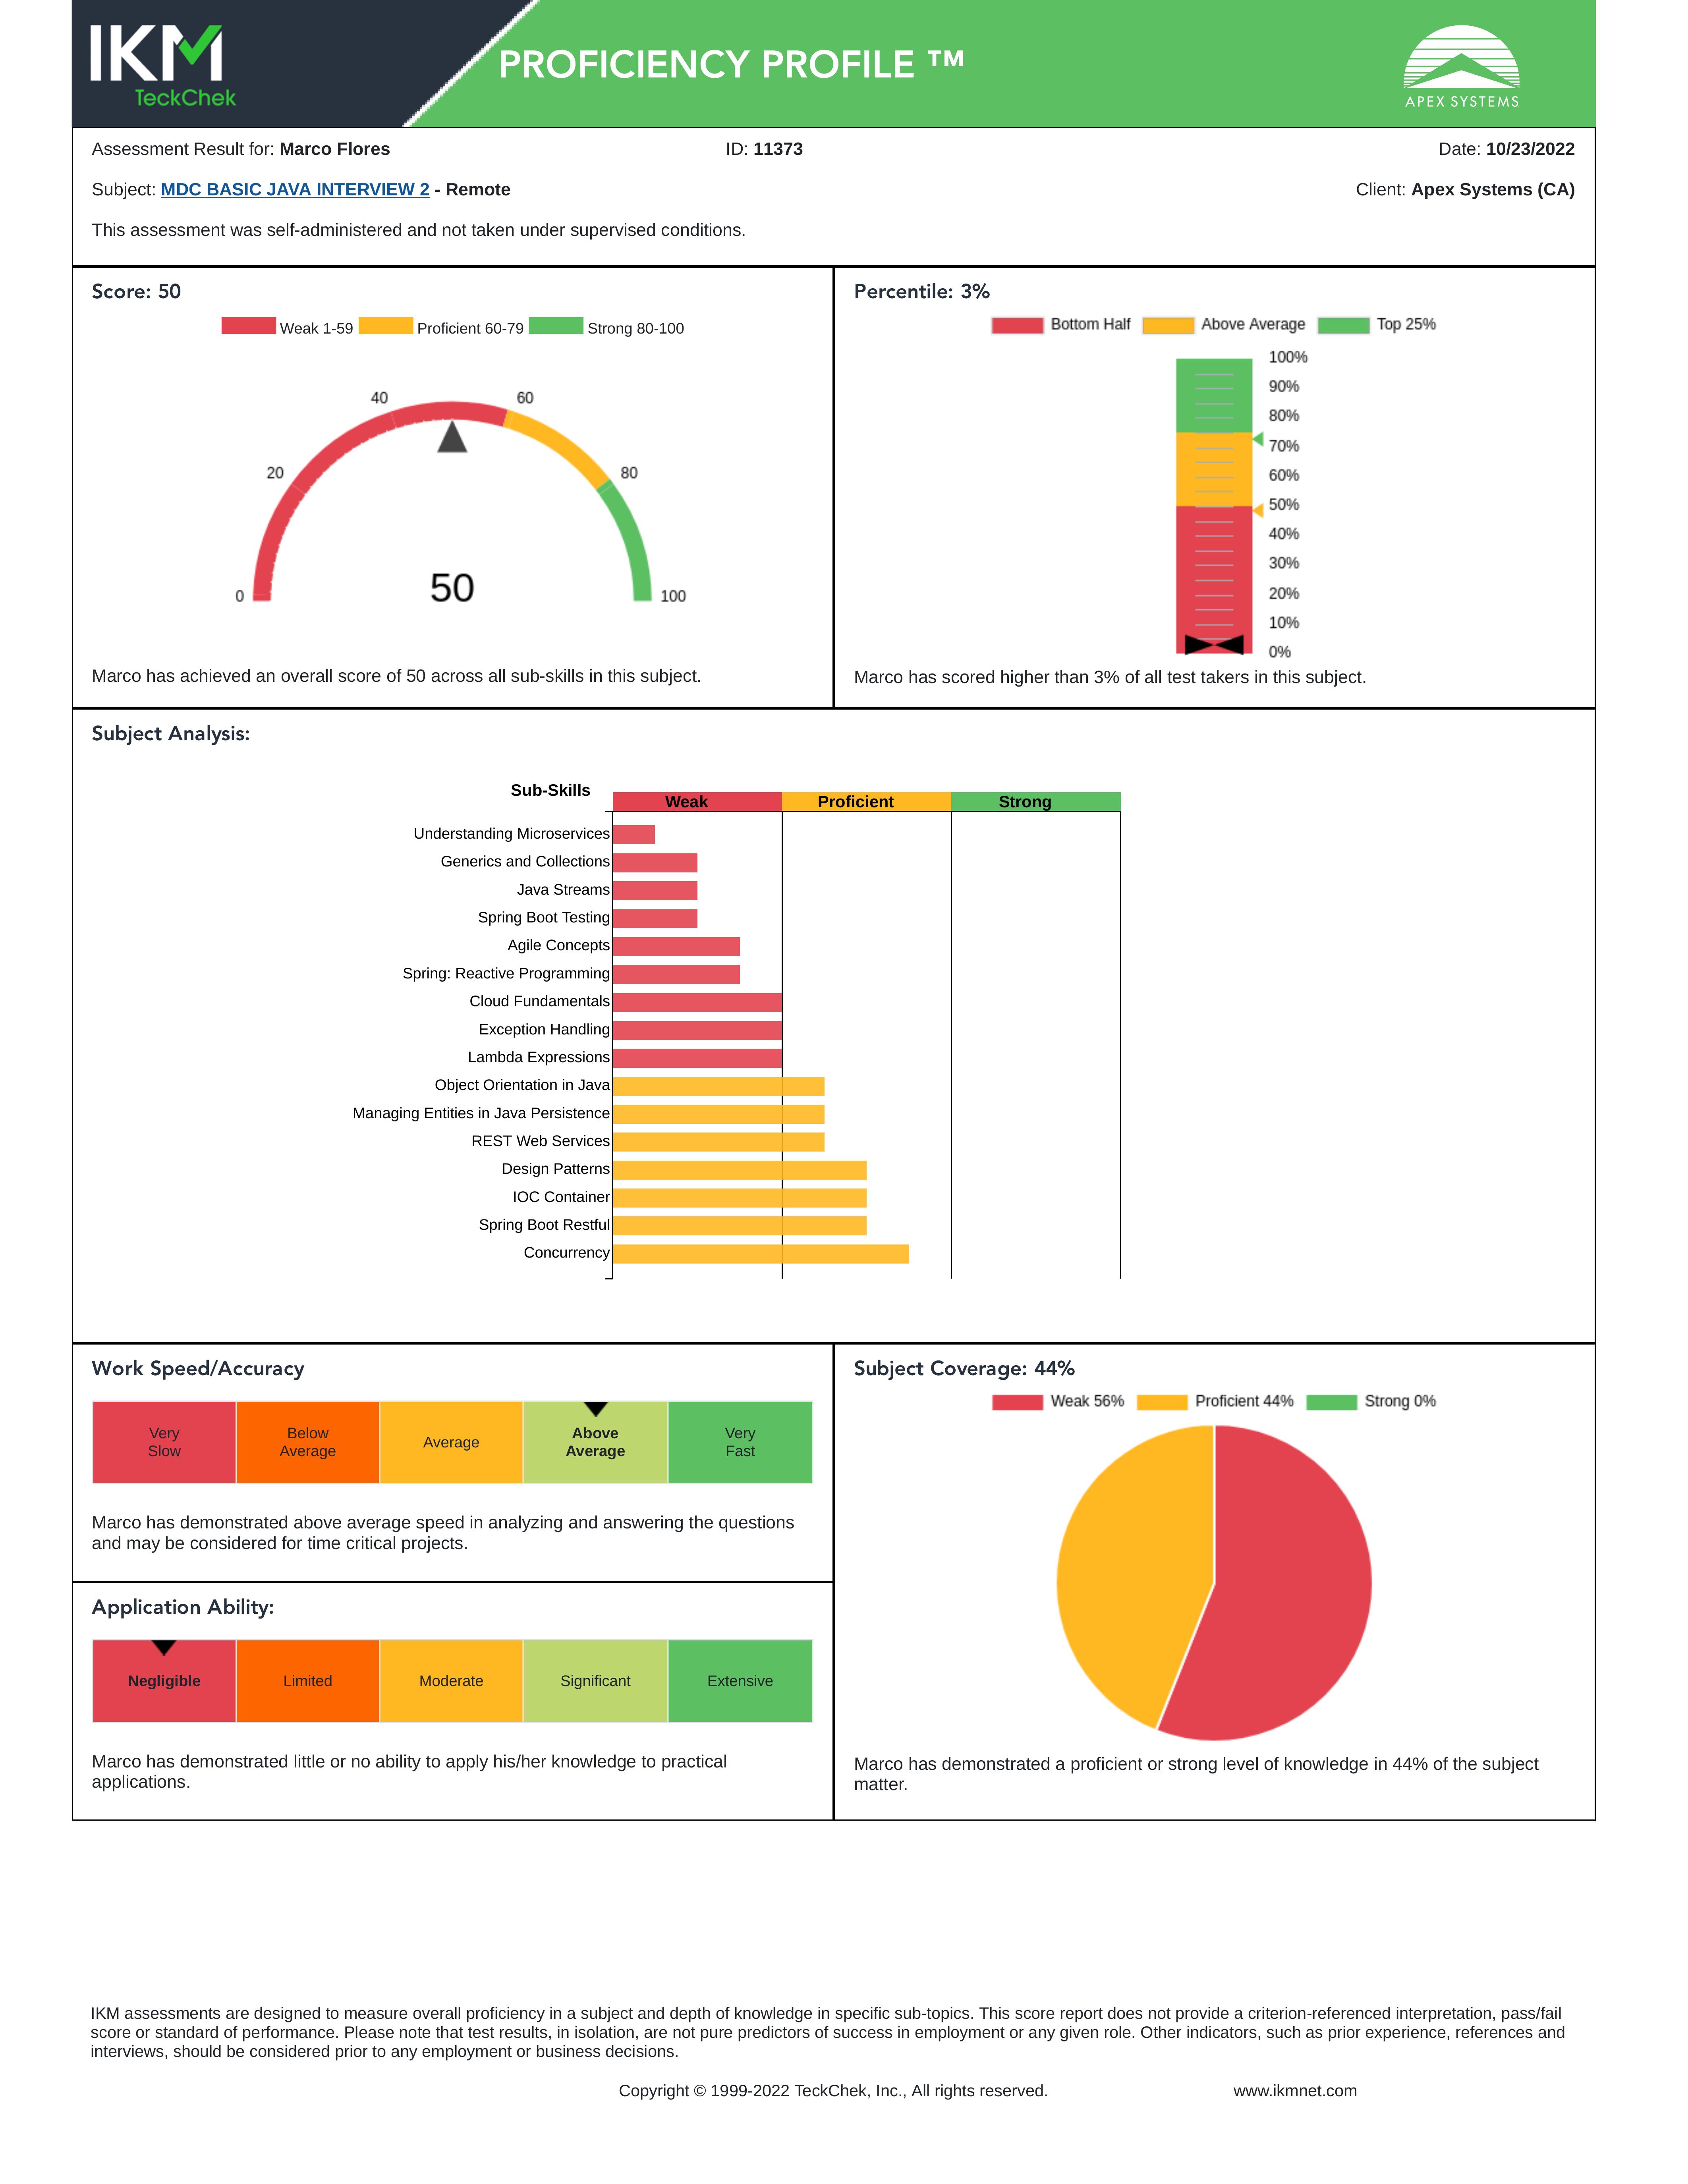 IKM
TeckChek
PROFICIENCY PROFILE ™
APEX SYSTEMS
Assessment Result for: Marco Flores ID: 11373 Date: 10/23/2022
Subject: MDC BASIC JAVA INTERVIEW 2 - Remote Client: Apex Systems (CA)
This assessment was self-administered and not taken under supervised conditions.
Score: 50
Weak 1-59 Proficient 60-79 Strong 80-100
0
20
40
60
80
100
50
Marco has achieved an overall score of 50 across all sub-skills in this subject.
Percentile: 3%
Bottom Half Above Average Top 25%
100%
90%
80%
70%
60%
50%
40%
30%
20%
10%
0%
Marco has scored higher than 3% of all test takers in this subject.
Subject Analysis:
Sub-Skills Weak Proficient Strong
Understanding Microservices
Generics and Collections
Java Streams
Spring Boot Testing
Agile Concepts
Spring: Reactive Programming
Cloud Fundamentals
Exception Handling
Lambda Expressions
Object Orientation in Java
Managing Entities in Java Persistence
REST Web Services
Design Patterns
IOC Container
Spring Boot Restful
Concurrency
Work Speed/Accuracy
Very
Slow
Below
Average
Average
Above
Average
Very
Fast
Marco has demonstrated above average speed in analyzing and answering the questions
and may be considered for time critical projects.
Application Ability:
Negligible Limited Moderate Significant Extensive
Marco has demonstrated little or no ability to apply his/her knowledge to practical
applications.
Subject Coverage: 44%
Weak 56% Proficient 44% Strong 0%
Marco has demonstrated a proficient or strong level of knowledge in 44% of the subject
matter.
IKM assessments are designed to measure overall proficiency in a subject and depth of knowledge in specific sub-topics. This score report does not provide a criterion-referenced interpretation, pass/fail
score or standard of performance. Please note that test results, in isolation, are not pure predictors of success in employment or any given role. Other indicators, such as prior experience, references and
interviews, should be considered prior to any employment or business decisions.
Copyright © 1999-2022 TeckChek, Inc., All rights reserved. www.ikmnet.com